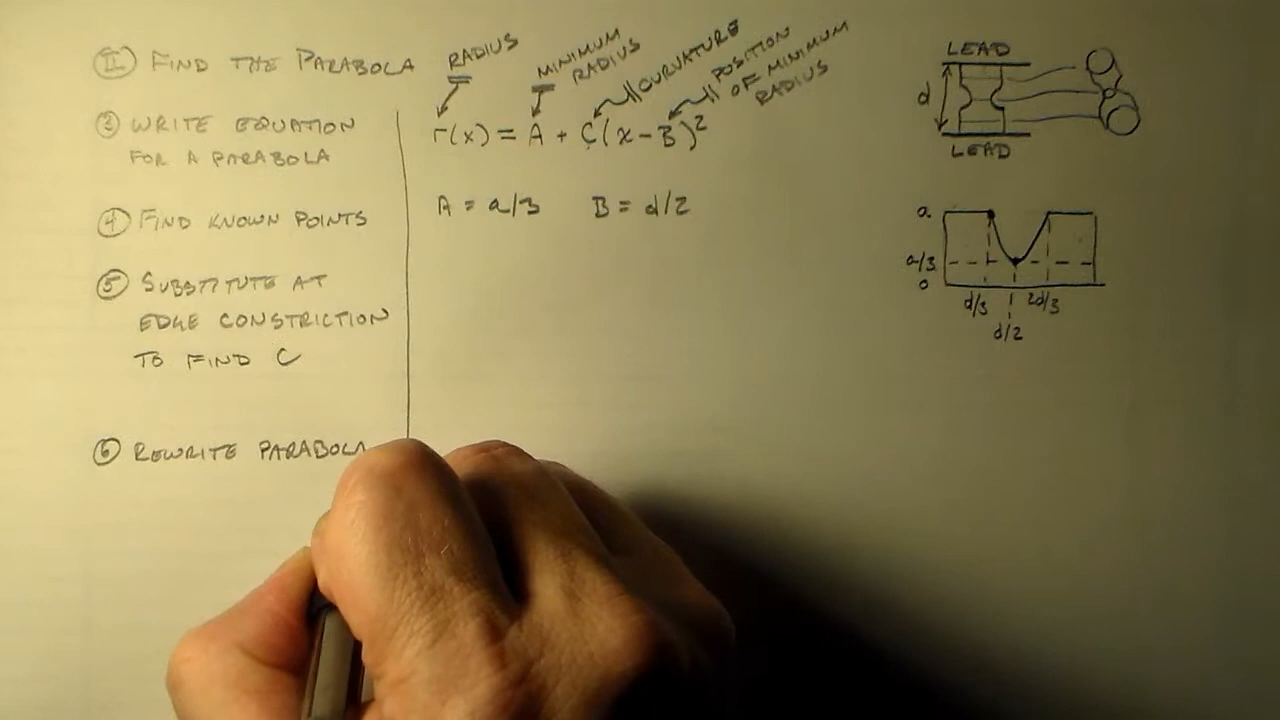 II FIND THE PARABOLA
RADIUS
MINIMUM
RADIUS
CURVATURE
POSITION
OF MINIMUM
RADIUS
3 WRITE EQUATION
FOR A PARABOLA
r(x) = A + C(x-B)²
4 FIND KNOWN POINTS
A = a/3 B = d/2
5 SUBSTITUTE AT
EDGE CONSTRICTION
TO FIND C
6 REWRITE PARABOLA
LEAD
d
LEAD
a
a/3
0
d/3 2d/3
d/2